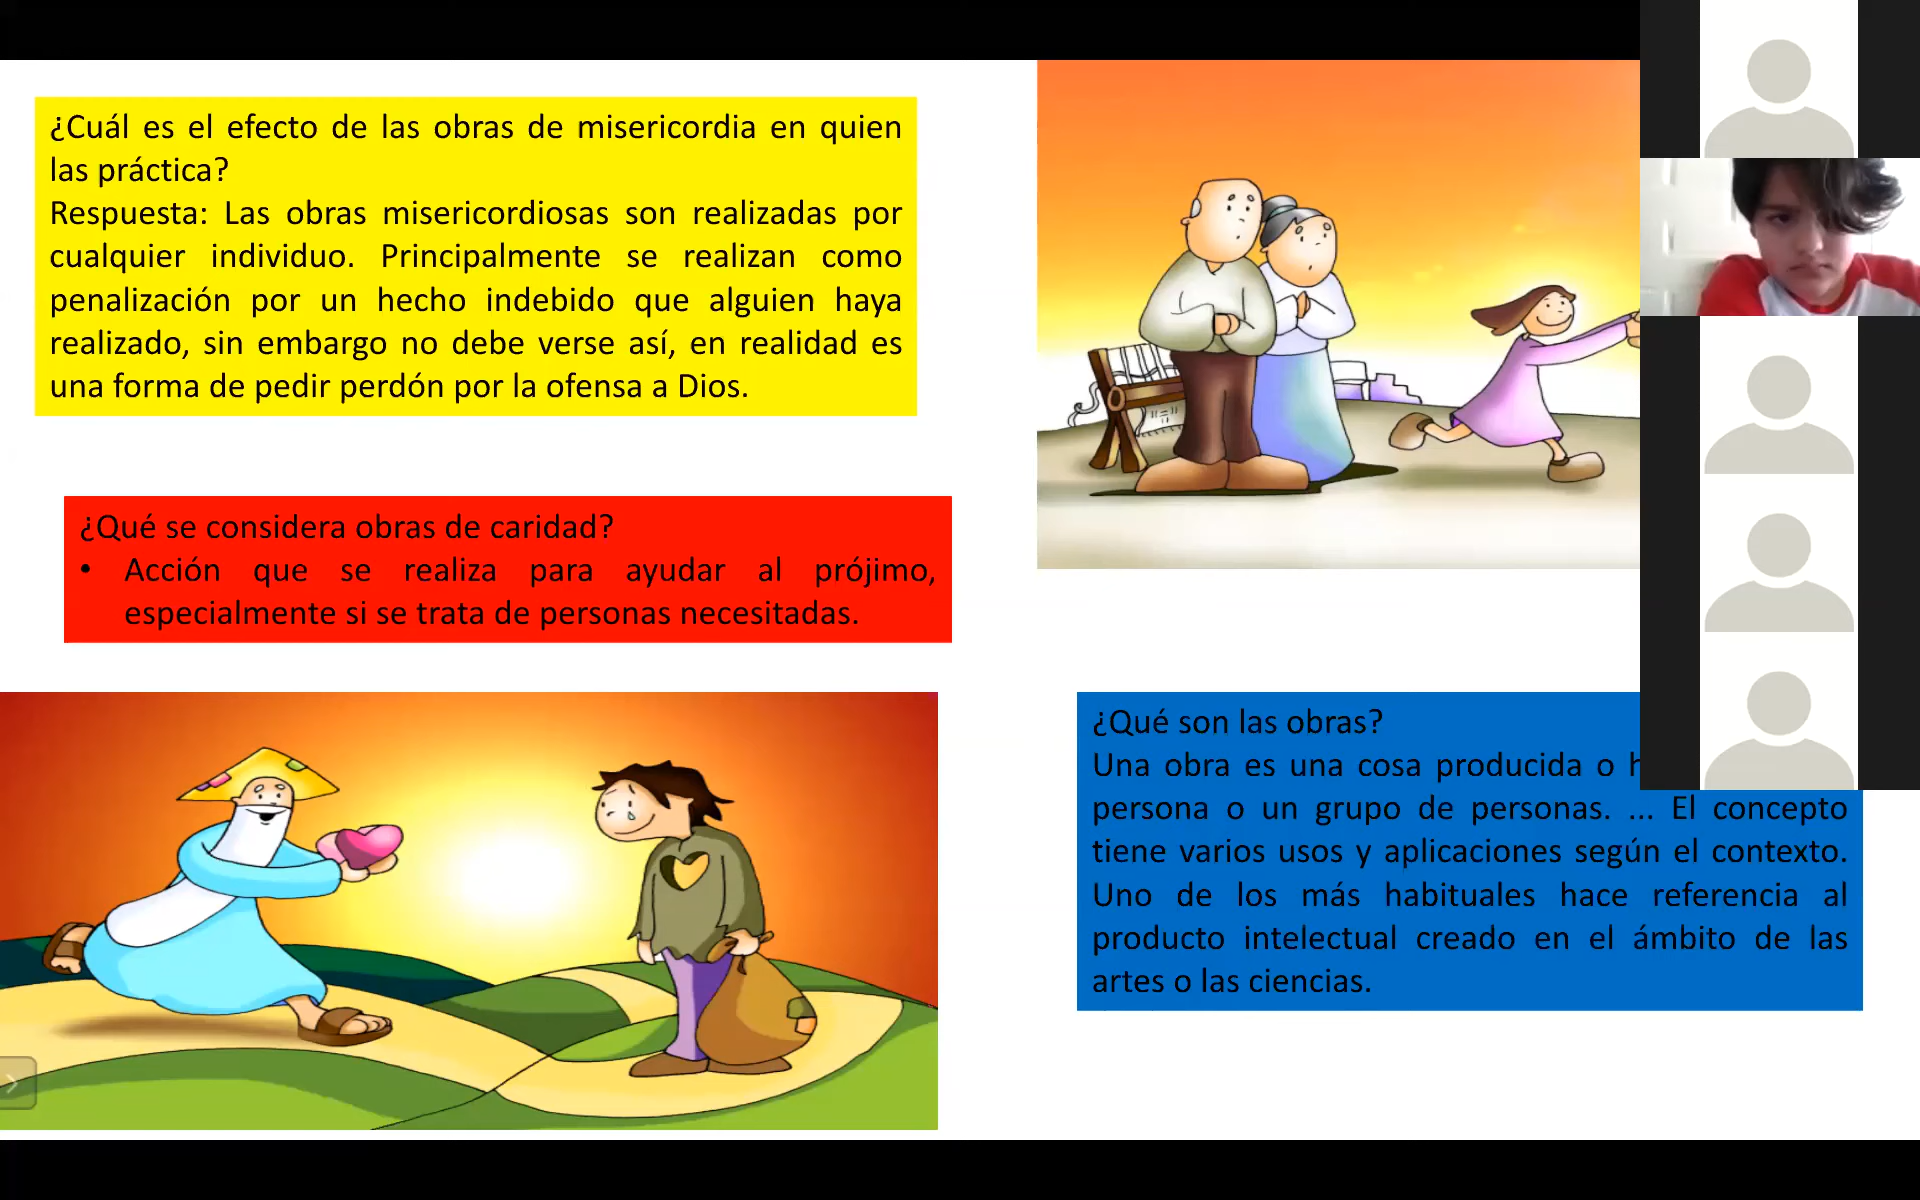 ¿Cuál es el efecto de las obras de misericordia en quien
las práctica?
Respuesta: Las obras misericordiosas son realizadas por
cualquier individuo. Principalmente se realizan como
penalización por un hecho indebido que alguien haya
realizado, sin embargo no debe verse así, en realidad es
una forma de pedir perdón por la ofensa a Dios.
¿Qué se considera obras de caridad?
• Acción que se realiza para ayudar al prójimo,
especialmente si se trata de personas necesitadas.
¿Qué son las obras?
Una obra es una cosa producida o
persona o un grupo de personas. ... El concepto
tiene varios usos y aplicaciones según el contexto.
Uno de los más habituales hace referencia al
producto intelectual creado en el ámbito de las
artes o las ciencias.